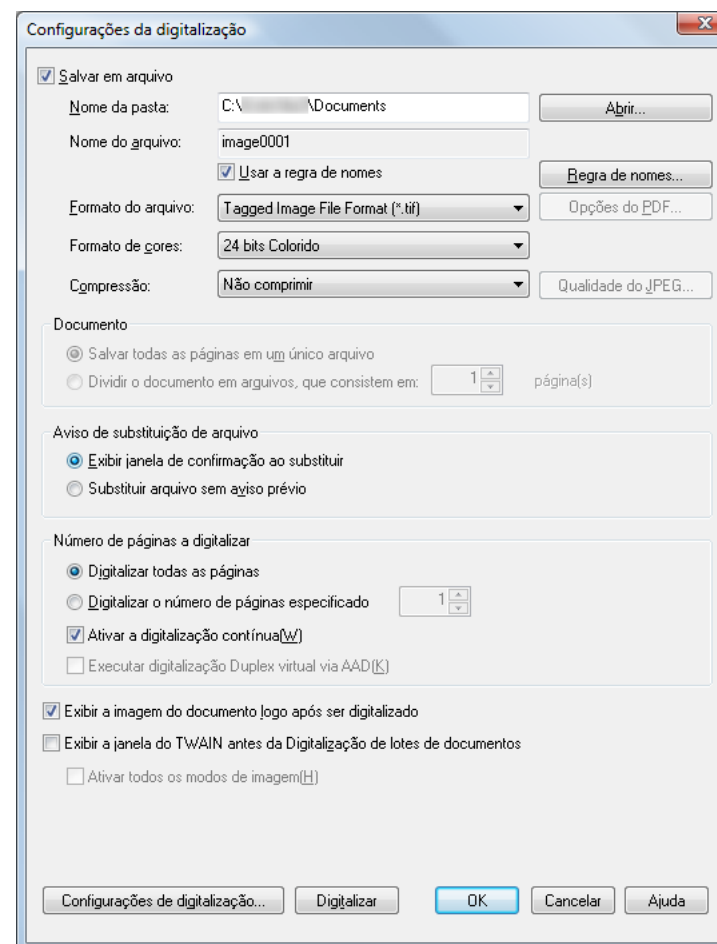 Configurações da digitalização
Salvar em arquivo
Nome da pasta: C:\ \Documents Abrir...
Nome do arquivo: image0001
Usar a regra de nomes Regra de nomes...
Formato do arquivo: Tagged Image File Format (*.tif) Opções do PDF...
Formato de cores: 24 bits Colorido
Compressão: Não comprimir Qualidade do JPEG...
Documento
Salvar todas as páginas em um único arquivo
Dividir o documento em arquivos, que consistem em: 1 página(s)
Aviso de substituição de arquivo
Exibir janela de confirmação ao substituir
Substituir arquivo sem aviso prévio
Número de páginas a digitalizar
Digitalizar todas as páginas
Digitalizar o número de páginas especificado 1
Ativar a digitalização contínua(W)
Executar digitalização Duplex virtual via AAD(K)
Exibir a imagem do documento logo após ser digitalizado
Exibir a janela do TWAIN antes da Digitalização de lotes de documentos
Ativar todos os modos de imagem(H)
Configurações de digitalização... Digitalizar OK Cancelar Ajuda